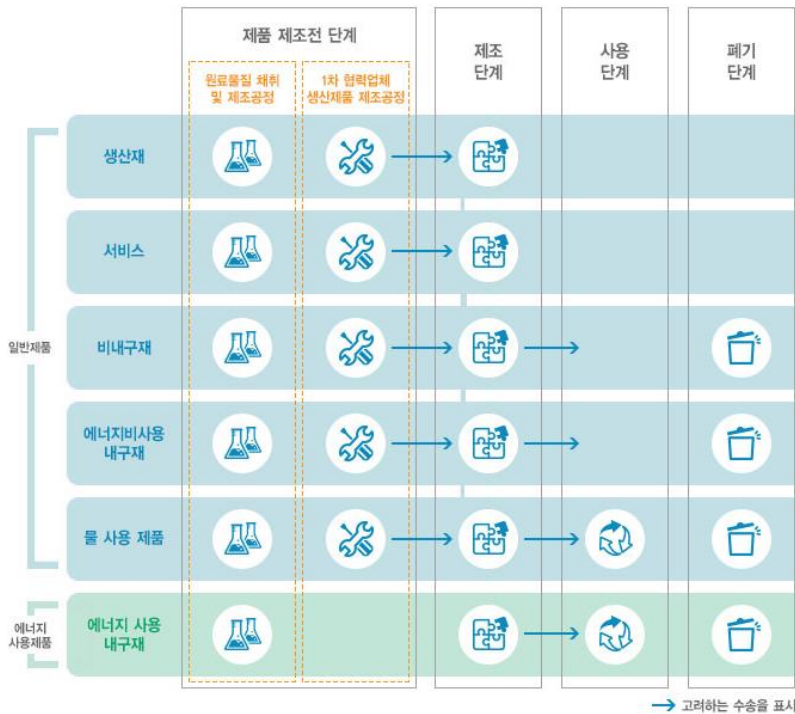 제품 제조전 단계
제조
단계
사용
단계
폐기
단계
원료물질 채취
및 제조공정
1차 협력업체
생산제품 제조공정
일반제품
생산재
서비스
비내구재
에너지비사용
내구재
물 사용 제품
에너지
사용제품
에너지 사용
내구재
고려하는 수송을 표시